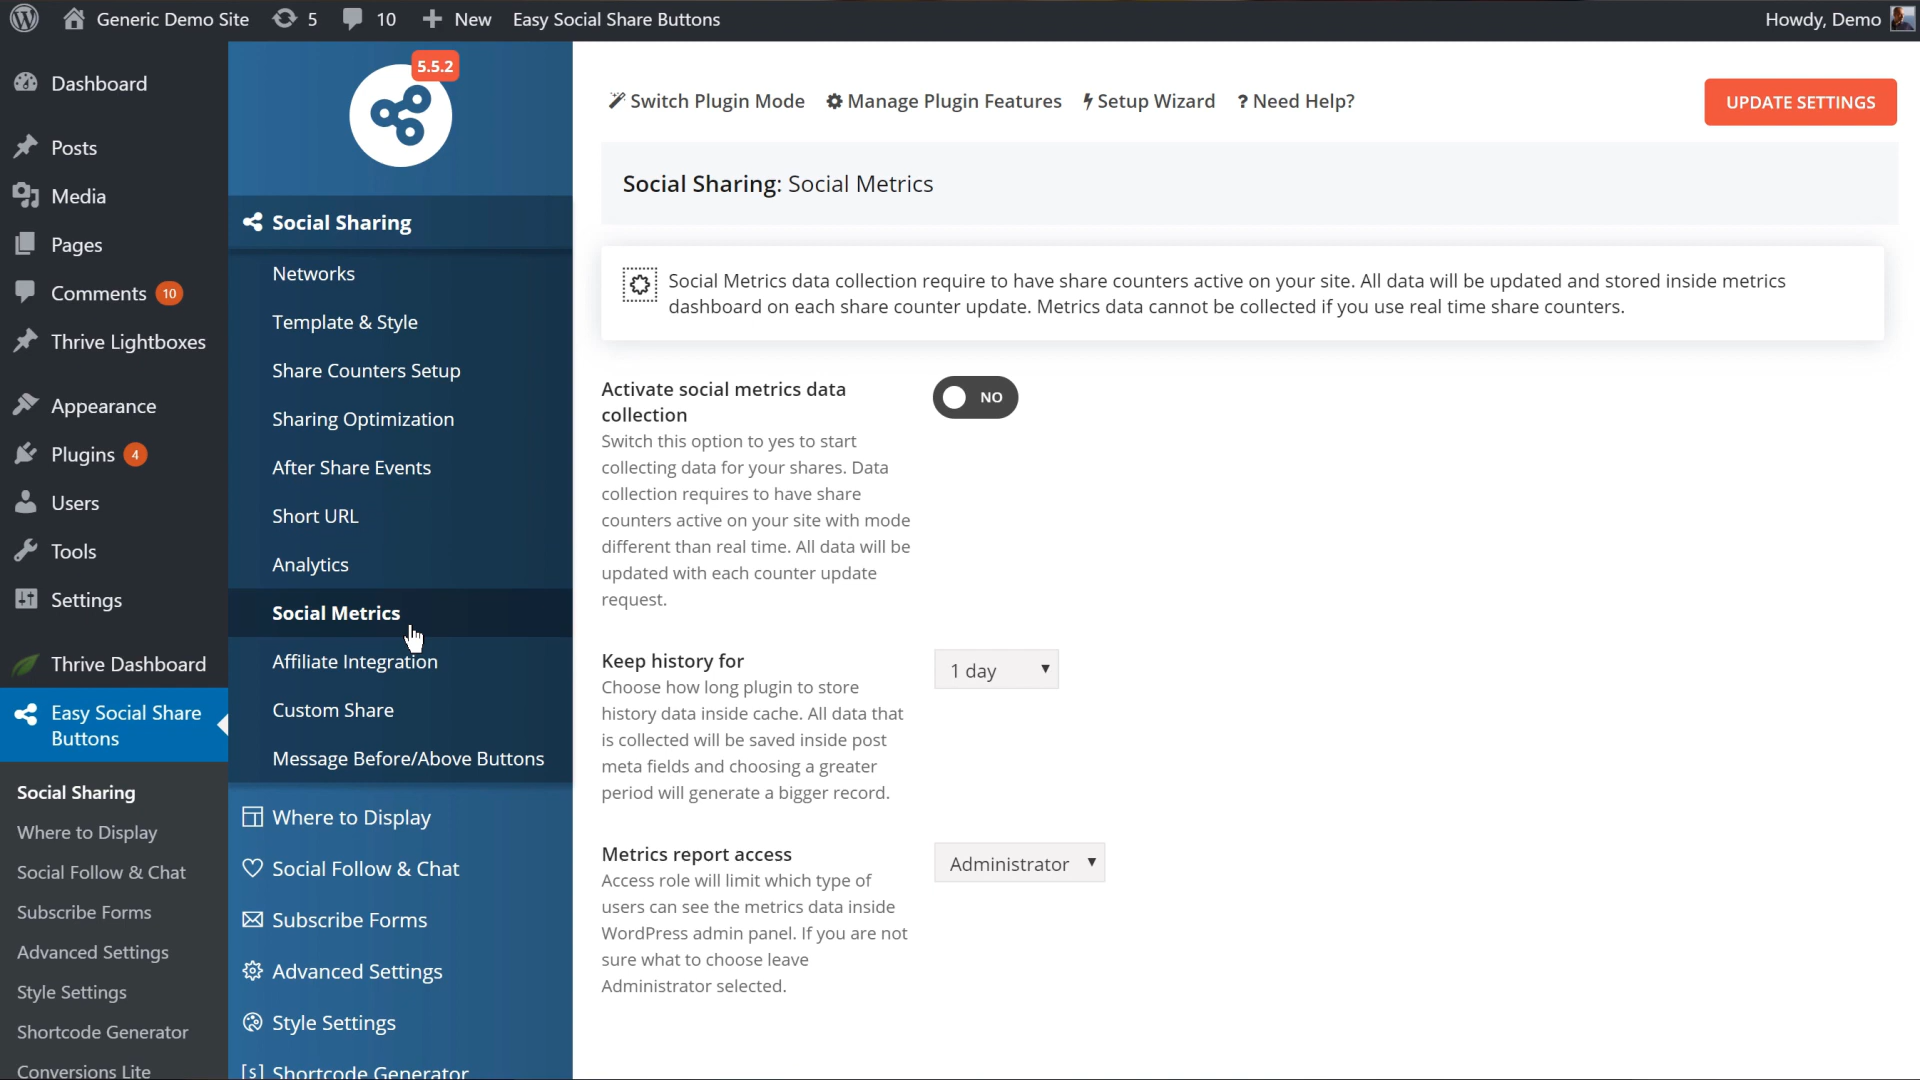 Generic Demo Site
5
10
New
Easy Social Share Buttons
Howdy, Demo
Dashboard
Posts
Media
Pages
Comments 10
Thrive Lightboxes
Appearance
Plugins 4
Users
Tools
Settings
Thrive Dashboard
Easy Social Share
Buttons
Social Sharing
Where to Display
Social Follow & Chat
Subscribe Forms
Advanced Settings
Style Settings
Shortcode Generator
Conversions Lite
5.5.2
Social Sharing
Networks
Template & Style
Share Counters Setup
Sharing Optimization
After Share Events
Short URL
Analytics
Social Metrics
Affiliate Integration
Custom Share
Message Before/Above Buttons
Where to Display
Social Follow & Chat
Subscribe Forms
Advanced Settings
Style Settings
[s] Shortcode Generator
Switch Plugin Mode
Manage Plugin Features
Setup Wizard
? Need Help?
UPDATE SETTINGS
Social Sharing: Social Metrics
Social Metrics data collection require to have share counters active on your site. All data will be updated and stored inside metrics
dashboard on each share counter update. Metrics data cannot be collected if you use real time share counters.
Activate social metrics data
collection
Switch this option to yes to start
collecting data for your shares. Data
collection requires to have share
counters active on your site with mode
different than real time. All data will be
updated with each counter update
request.
NO
Keep history for
Choose how long plugin to store
history data inside cache. All data that
is collected will be saved inside post
meta fields and choosing a greater
period will generate a bigger record.
1 day
Metrics report access
Access role will limit which type of
users can see the metrics data inside
WordPress admin panel. If you are not
sure what to choose leave
Administrator selected.
Administrator